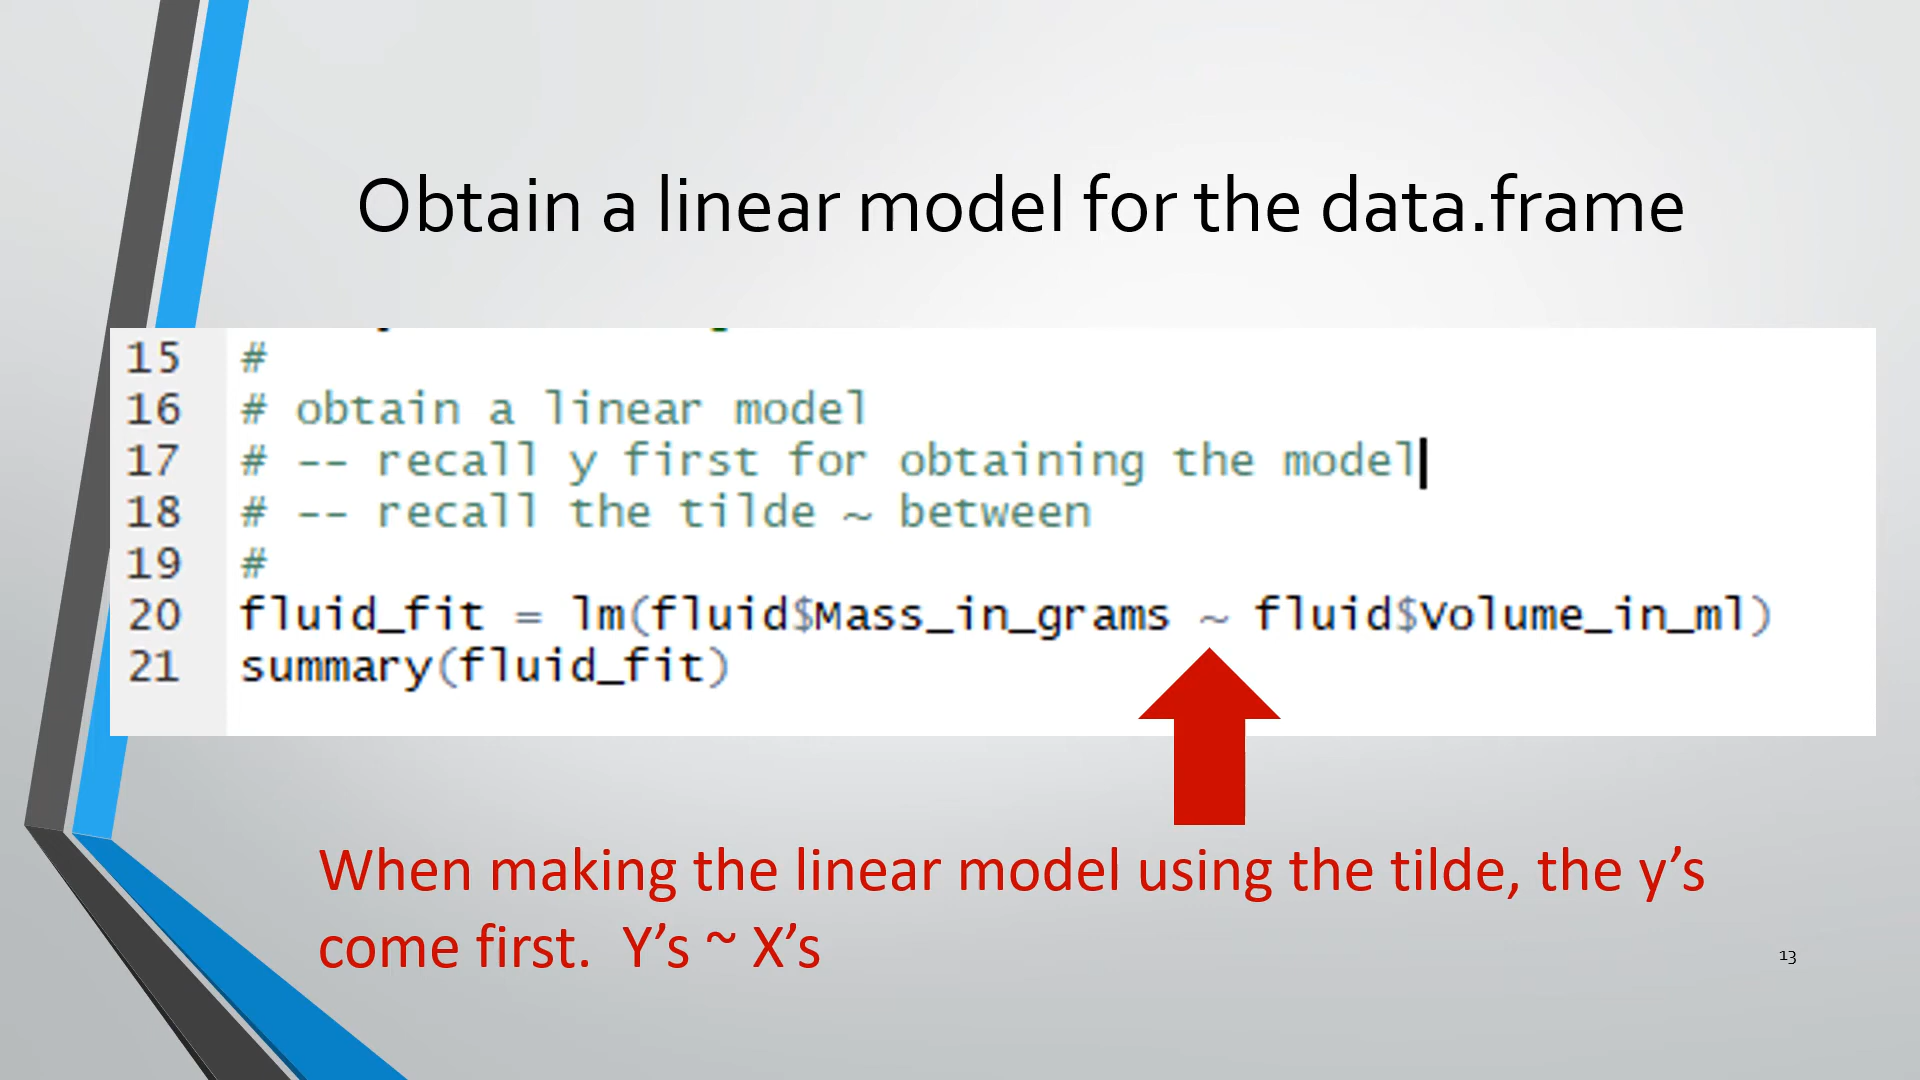 Obtain a linear model for the data.frame
15 #
16 # obtain a linear model
17 # -- recall y first for obtaining the model
18 # -- recall the tilde ~ between
19 #
20 fluid_fit = lm(fluid$Mass_in_grams ~ fluid$Volume_in_ml)
21 summary(fluid_fit)
When making the linear model using the tilde, the y’s
come first. Y’s ~ X’s
13